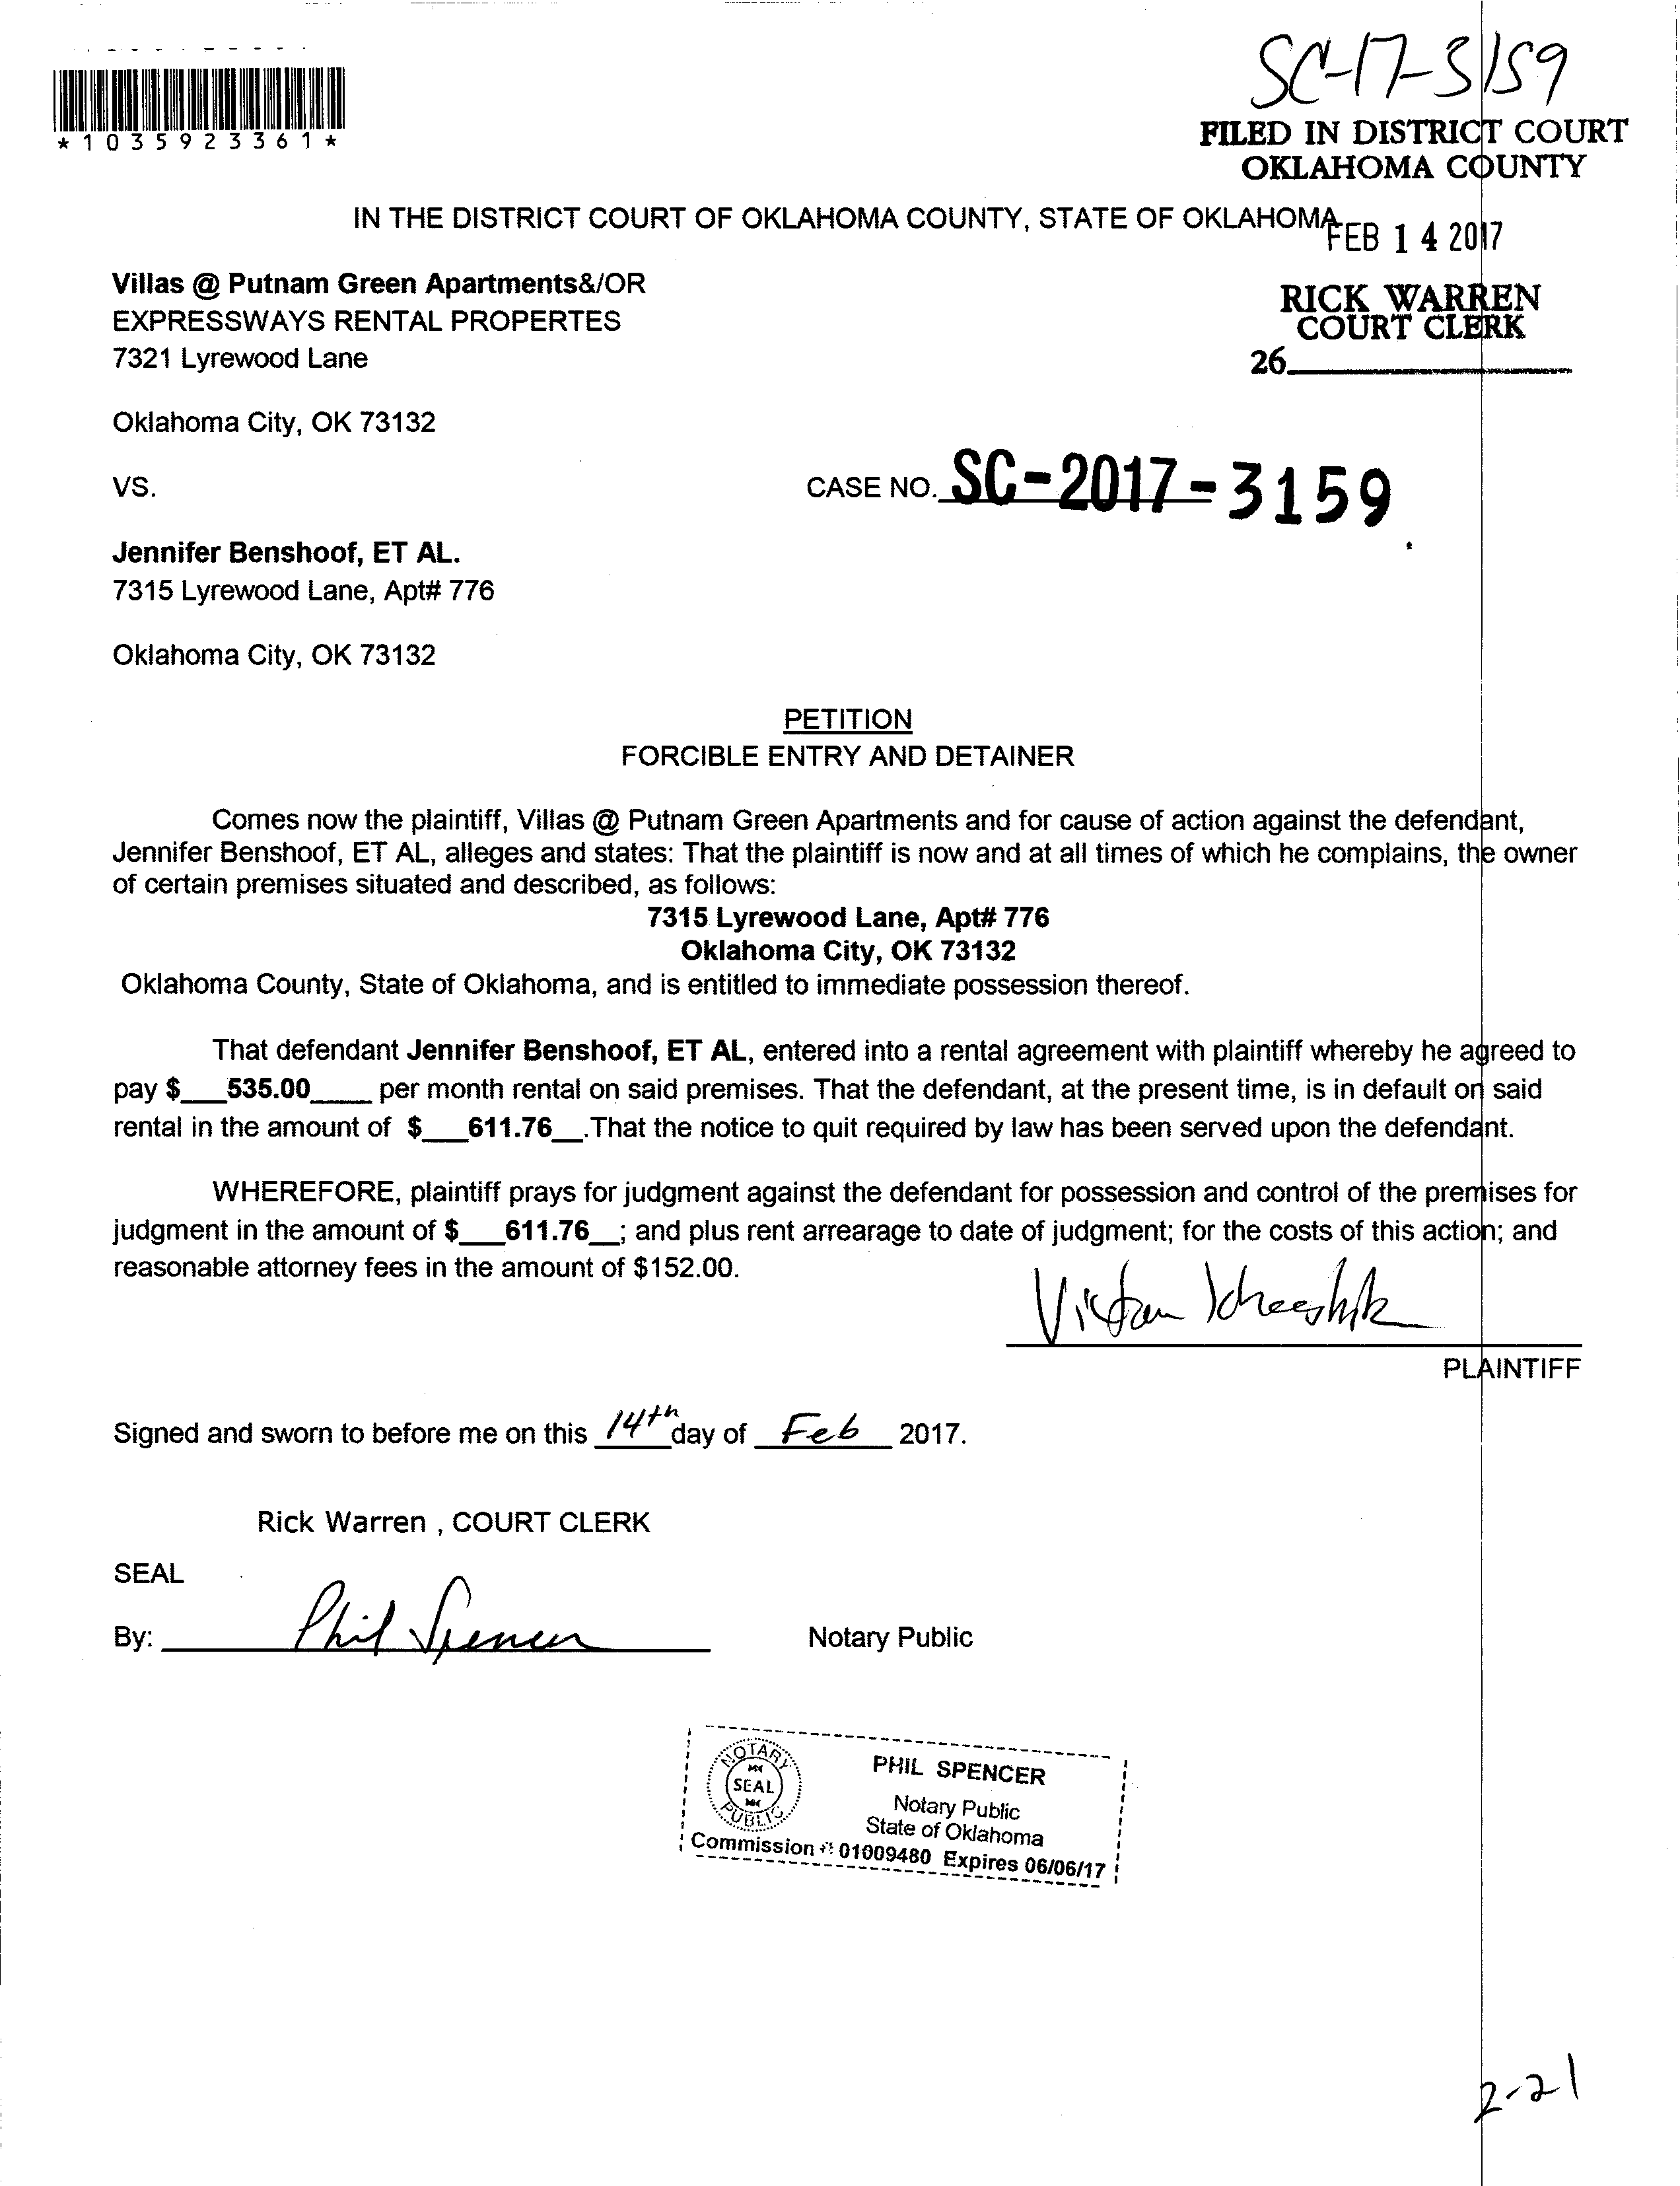 SC-17-3159
*1035923361*
FILED IN DISTRICT COURT
OKLAHOMA COUNTY
IN THE DISTRICT COURT OF OKLAHOMA COUNTY, STATE OF OKLAHOMA
FEB 14 2017
Villas @ Putnam Green Apartments&/OR
EXPRESSWAYS RENTAL PROPERTES
7321 Lyrewood Lane
RICK WARREN
COURT CLERK
26
Oklahoma City, OK 73132
VS.
CASE NO. SC-2017-3159
Jennifer Benshoof, ET AL.
7315 Lyrewood Lane, Apt# 776
Oklahoma City, OK 73132
PETITION
FORCIBLE ENTRY AND DETAINER
Comes now the plaintiff, Villas @ Putnam Green Apartments and for cause of action against the defendant,
Jennifer Benshoof, ET AL, alleges and states: That the plaintiff is now and at all times of which he complains, the owner
of certain premises situated and described, as follows:
7315 Lyrewood Lane, Apt# 776
Oklahoma City, OK 73132
Oklahoma County, State of Oklahoma, and is entitled to immediate possession thereof.
That defendant Jennifer Benshoof, ET AL, entered into a rental agreement with plaintiff whereby he agreed to
pay $___535.00____ per month rental on said premises. That the defendant, at the present time, is in default on said
rental in the amount of $___611.76__.That the notice to quit required by law has been served upon the defendant.
WHEREFORE, plaintiff prays for judgment against the defendant for possession and control of the premises for
judgment in the amount of $___611.76__; and plus rent arrearage to date of judgment; for the costs of this action; and
reasonable attorney fees in the amount of $152.00.
PLAINTIFF
Signed and sworn to before me on this 14th day of Feb 2017.
Rick Warren , COURT CLERK
SEAL
By: Phil Spencer Notary Public
NOTARY
SEAL
PUBLIC
PHIL SPENCER
Notary Public
State of Oklahoma
Commission # 01009480 Expires 06/06/17
2-21